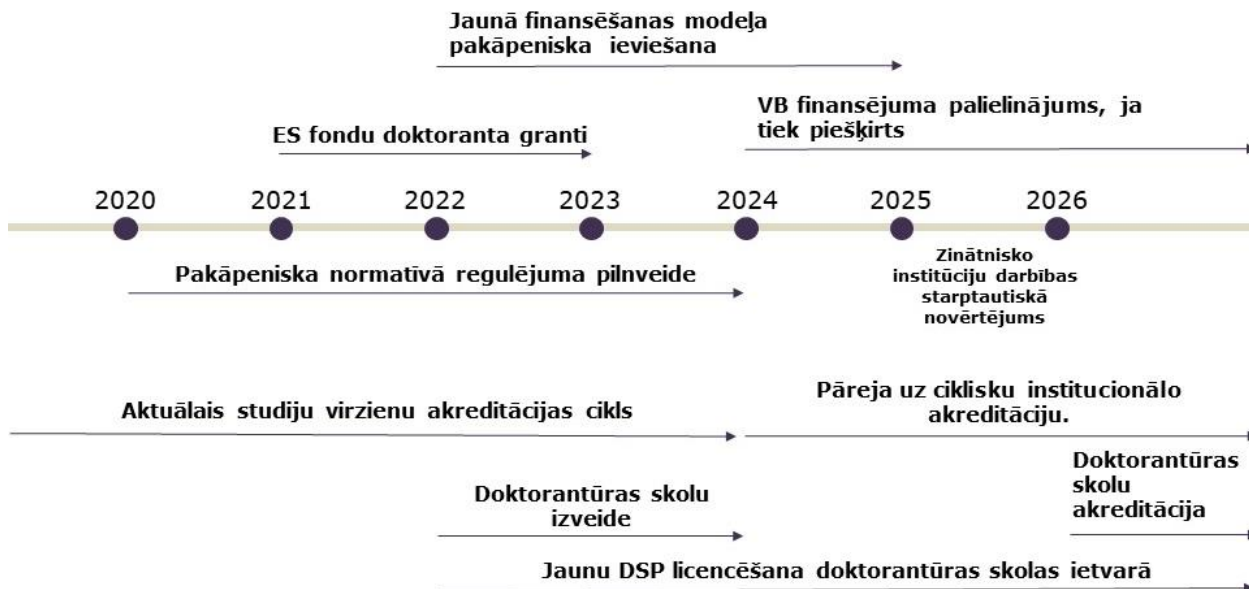 Jaunā finansēšanas modeļa
pakāpeniska ieviešana
VB finansējuma palielinājums, ja
tiek piešķirts
ES fondu doktoranta granti
2020 2021 2022 2023 2024 2025 2026
Pakāpeniska normatīvā regulējuma pilnveide
Zinātnisko
institūciju darbības
starptautiskā
novērtējums
Aktuālais studiju virzienu akreditācijas cikls
Pāreja uz ciklisku institucionālo
akreditāciju.
Doktorantūras skolu
izveide
Doktorantūras
skolu
akreditācija
Jaunu DSP licencēšana doktorantūras skolas ietvarā